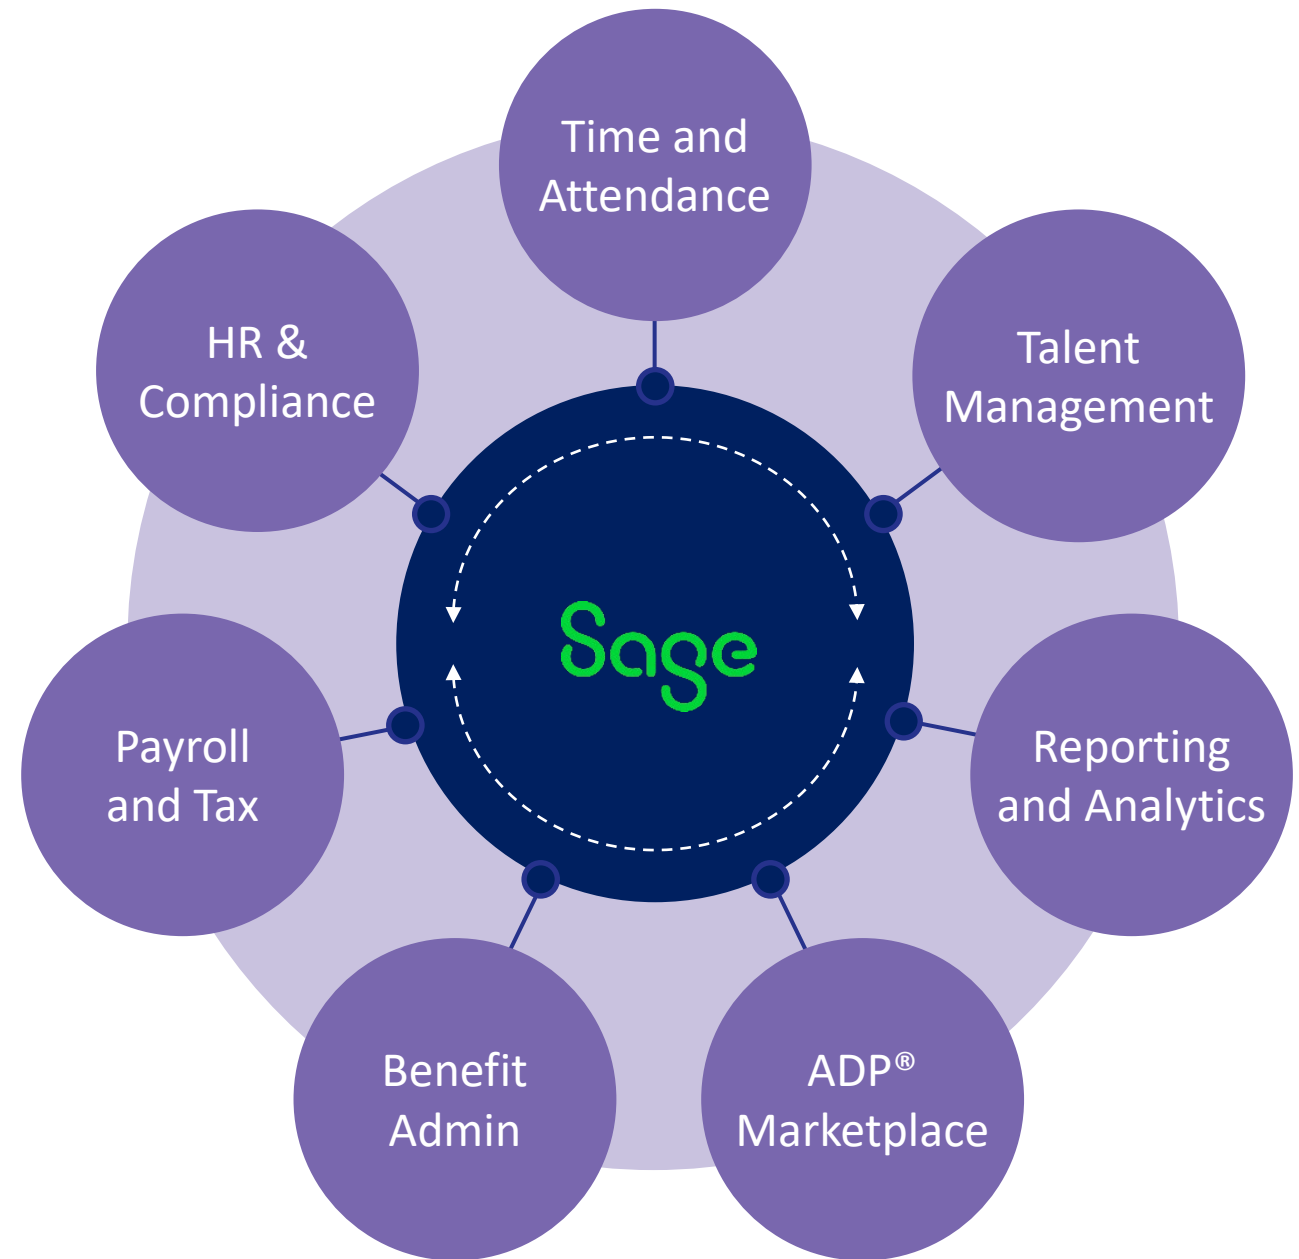 Time and
Attendance
Talent
Management
HR &
Compliance
Sage
Reporting
and Analytics
Payroll
and Tax
Benefit
Admin
ADP®
Marketplace